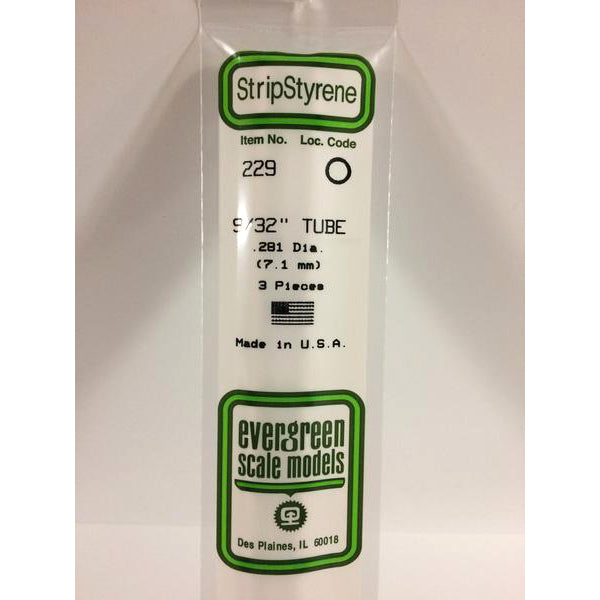 StripStyrene
Item No. Loc. Code
229
9/32" TUBE
.281 Dia.
(7.1 mm)
3 Pieces
Made in U.S.A.
evergreen
scale models
Des Plaines, IL 60018